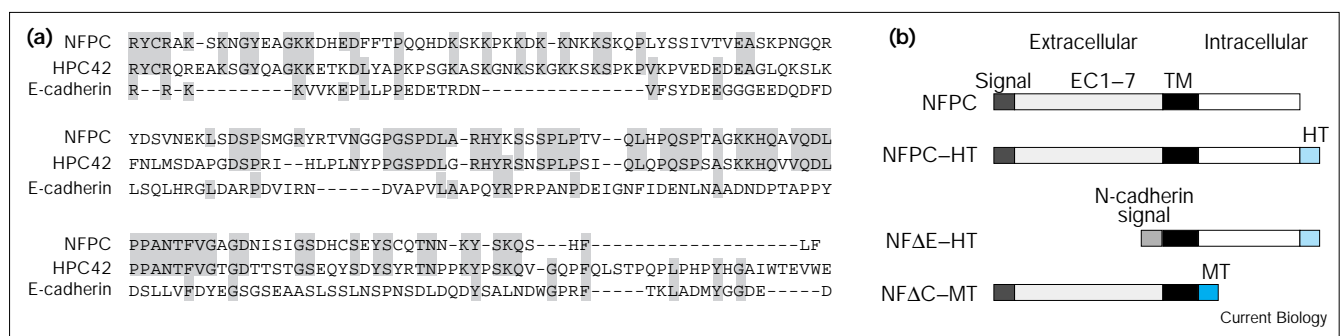 (a)
NFPC RYCRAK-SKNGYEAGKKDHEDFFTPQQHDKSKKPKKDK-KNKKSKQPLYSSIVTVEASKPNGQR
HPC42 RYCRQREAKSGYQAGKKETKDLYAPKPSGKASKGNKSKGKKSKSPKPVKPVEDEDEAGLQKSLK
E-cadherin R--R-K---------KVVKEPLLPPEDETRDN---------------VFSYDEEGGGEEDQDFD
NFPC YDSVNEKLSDSPSMGRYRTVNGGPGSPDLA-RHYKSSSPLPTV--QLHPQSPTAGKKHQAVQDL
HPC42 FNLMSDAPGDSPRI--HLPLNYPPGSPDLG-RHYRSNSPLPSI--QLQPQSPSASKKHQVVQDL
E-cadherin LSQLHRGLDARPDVIRN------DVAPVLAAPQYRPRPANPDEIGNFIDENLNAADNDPTAPPY
NFPC PPANTFVGAGDNISIGSDHCSEYSCQTNN-KY-SKQS---HF------------------LF
HPC42 PPANTFVGTGDTTSTGSEQYSDYSYRTNPPKYPSKQV-GQPFQLSTPQPLPHPYHGAIWTEVWE
E-cadherin DSLLVFDYEGSGSEAASLSSLNSPNSDLDQDYSALNDWGPRF-----TKLADMYGGDE----D
(b)
Extracellular Intracellular
Signal EC1–7 TM
NFPC
HT
NFPC–HT
N-cadherin
signal
NFΔE–HT
MT
NFΔC–MT
Current Biology